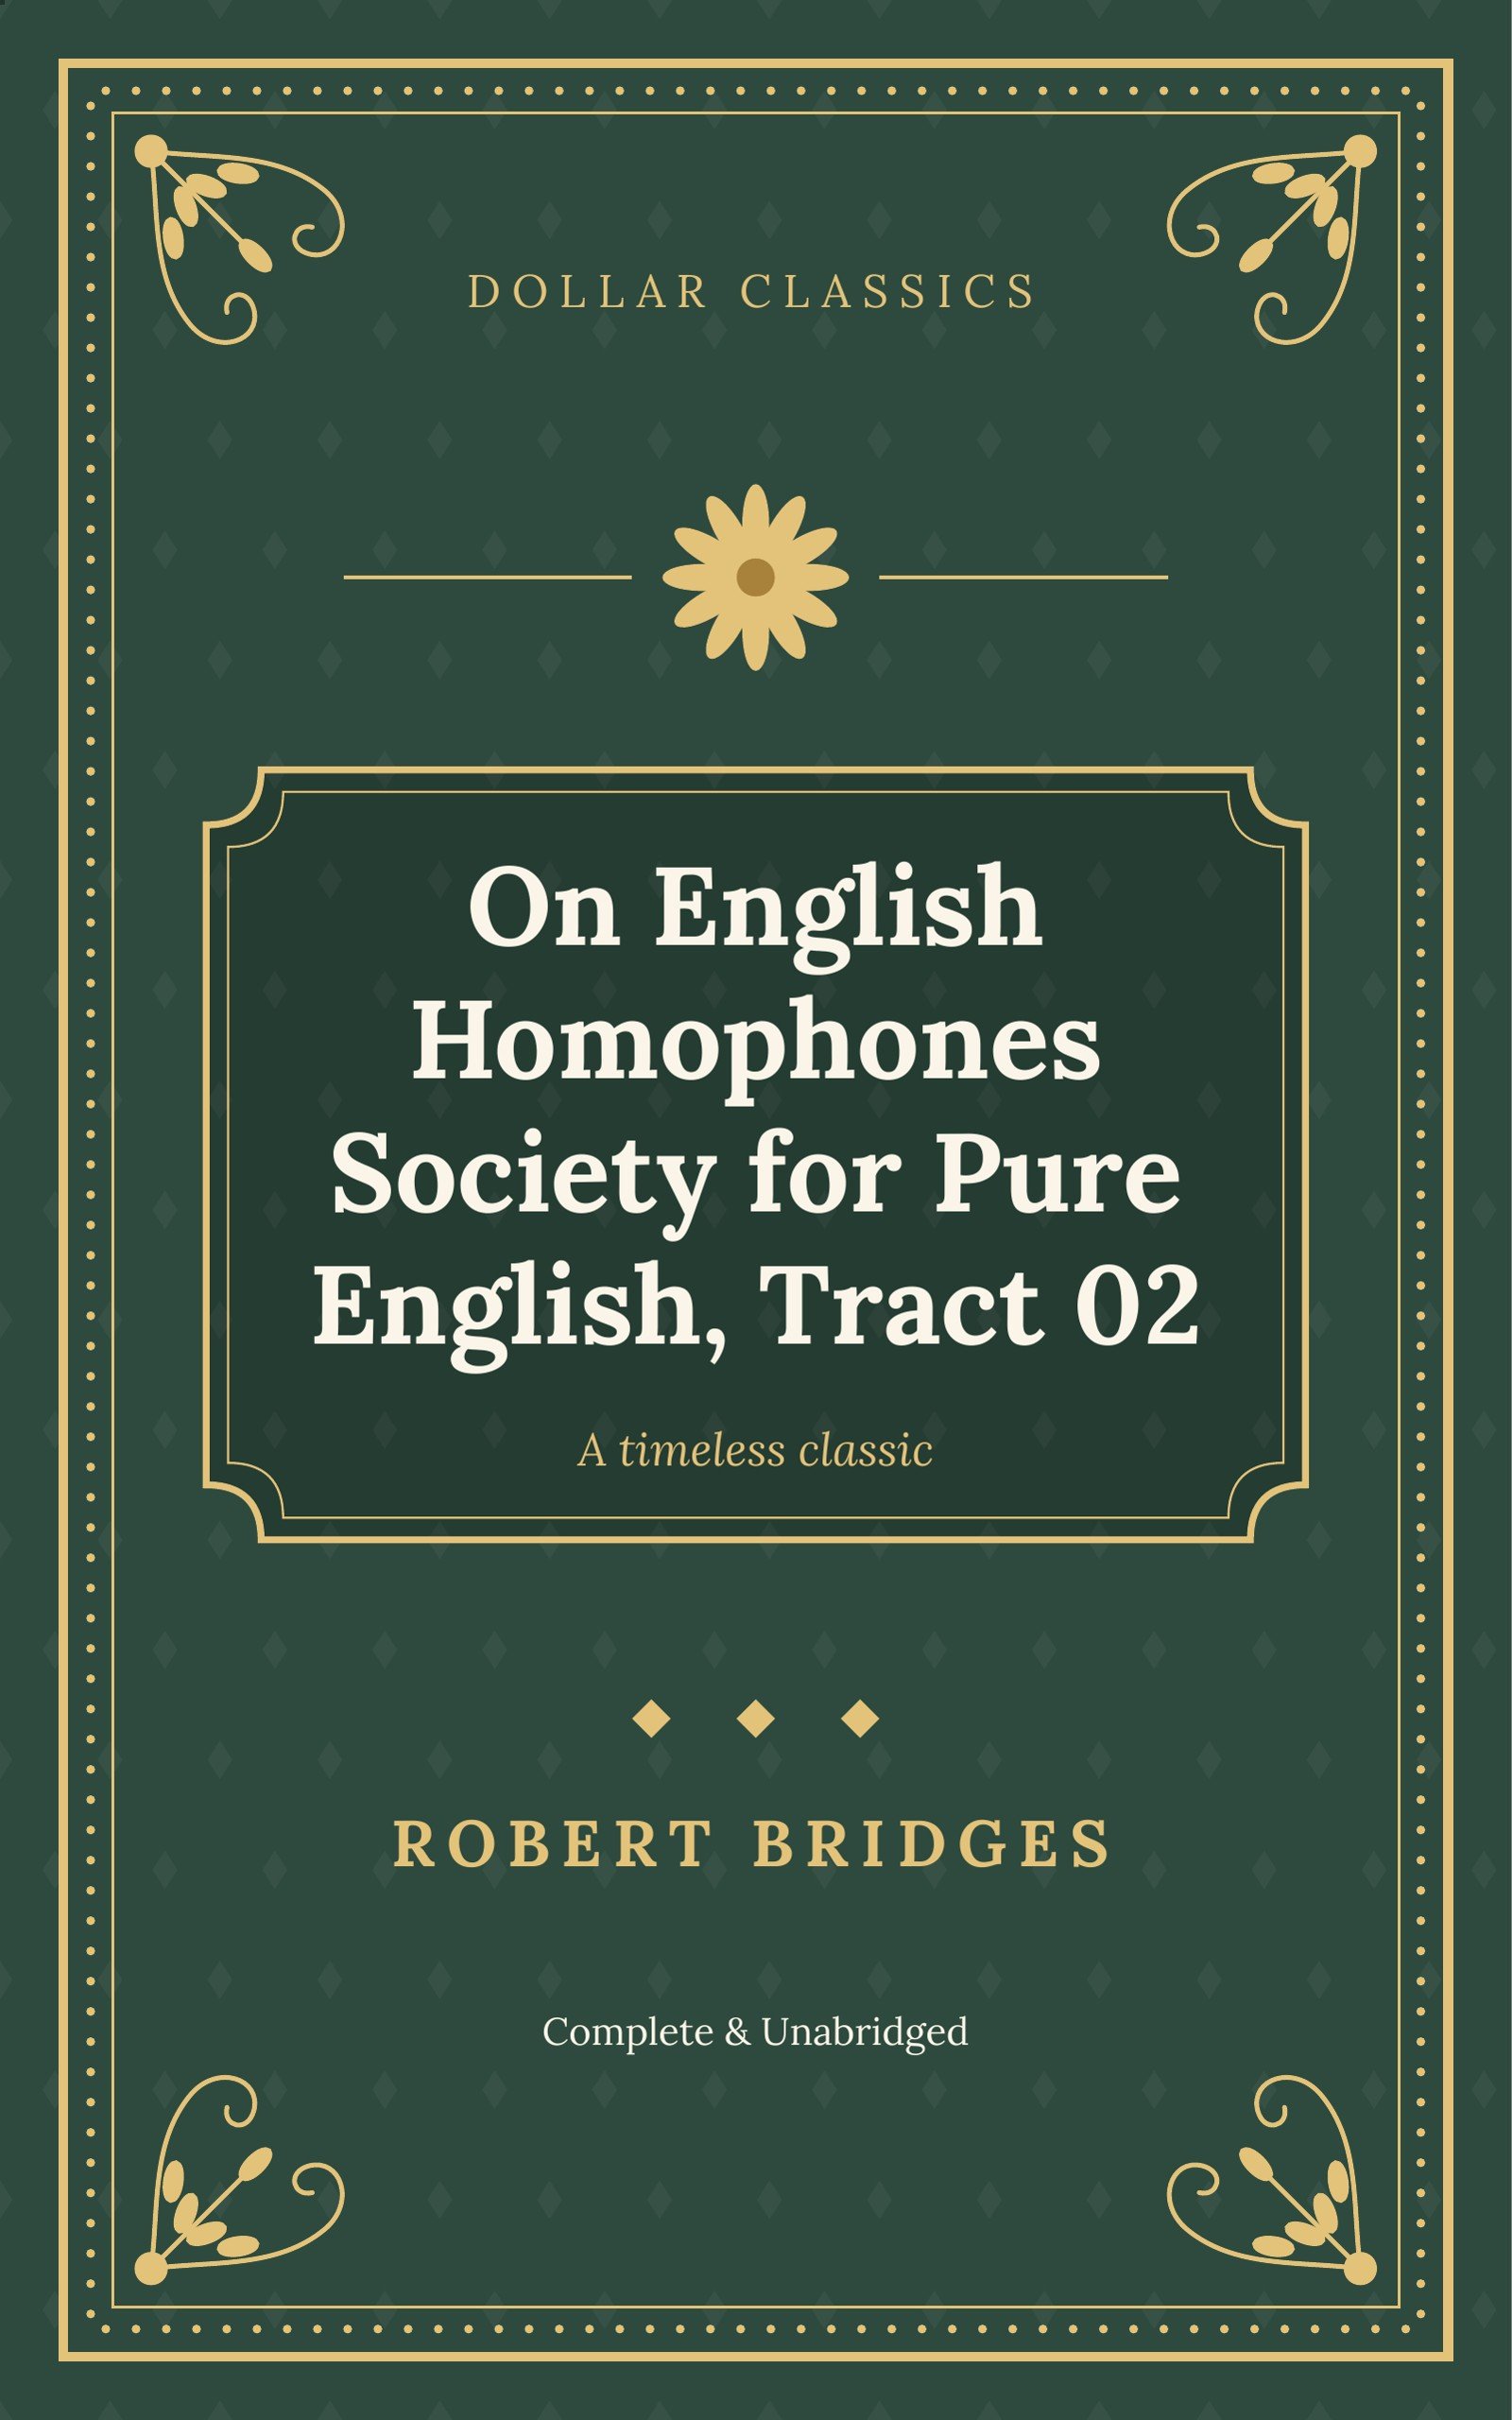 DOLLAR CLASSICS
On English
Homophones
Society for Pure
English, Tract 02
A timeless classic
ROBERT BRIDGES
Complete & Unabridged